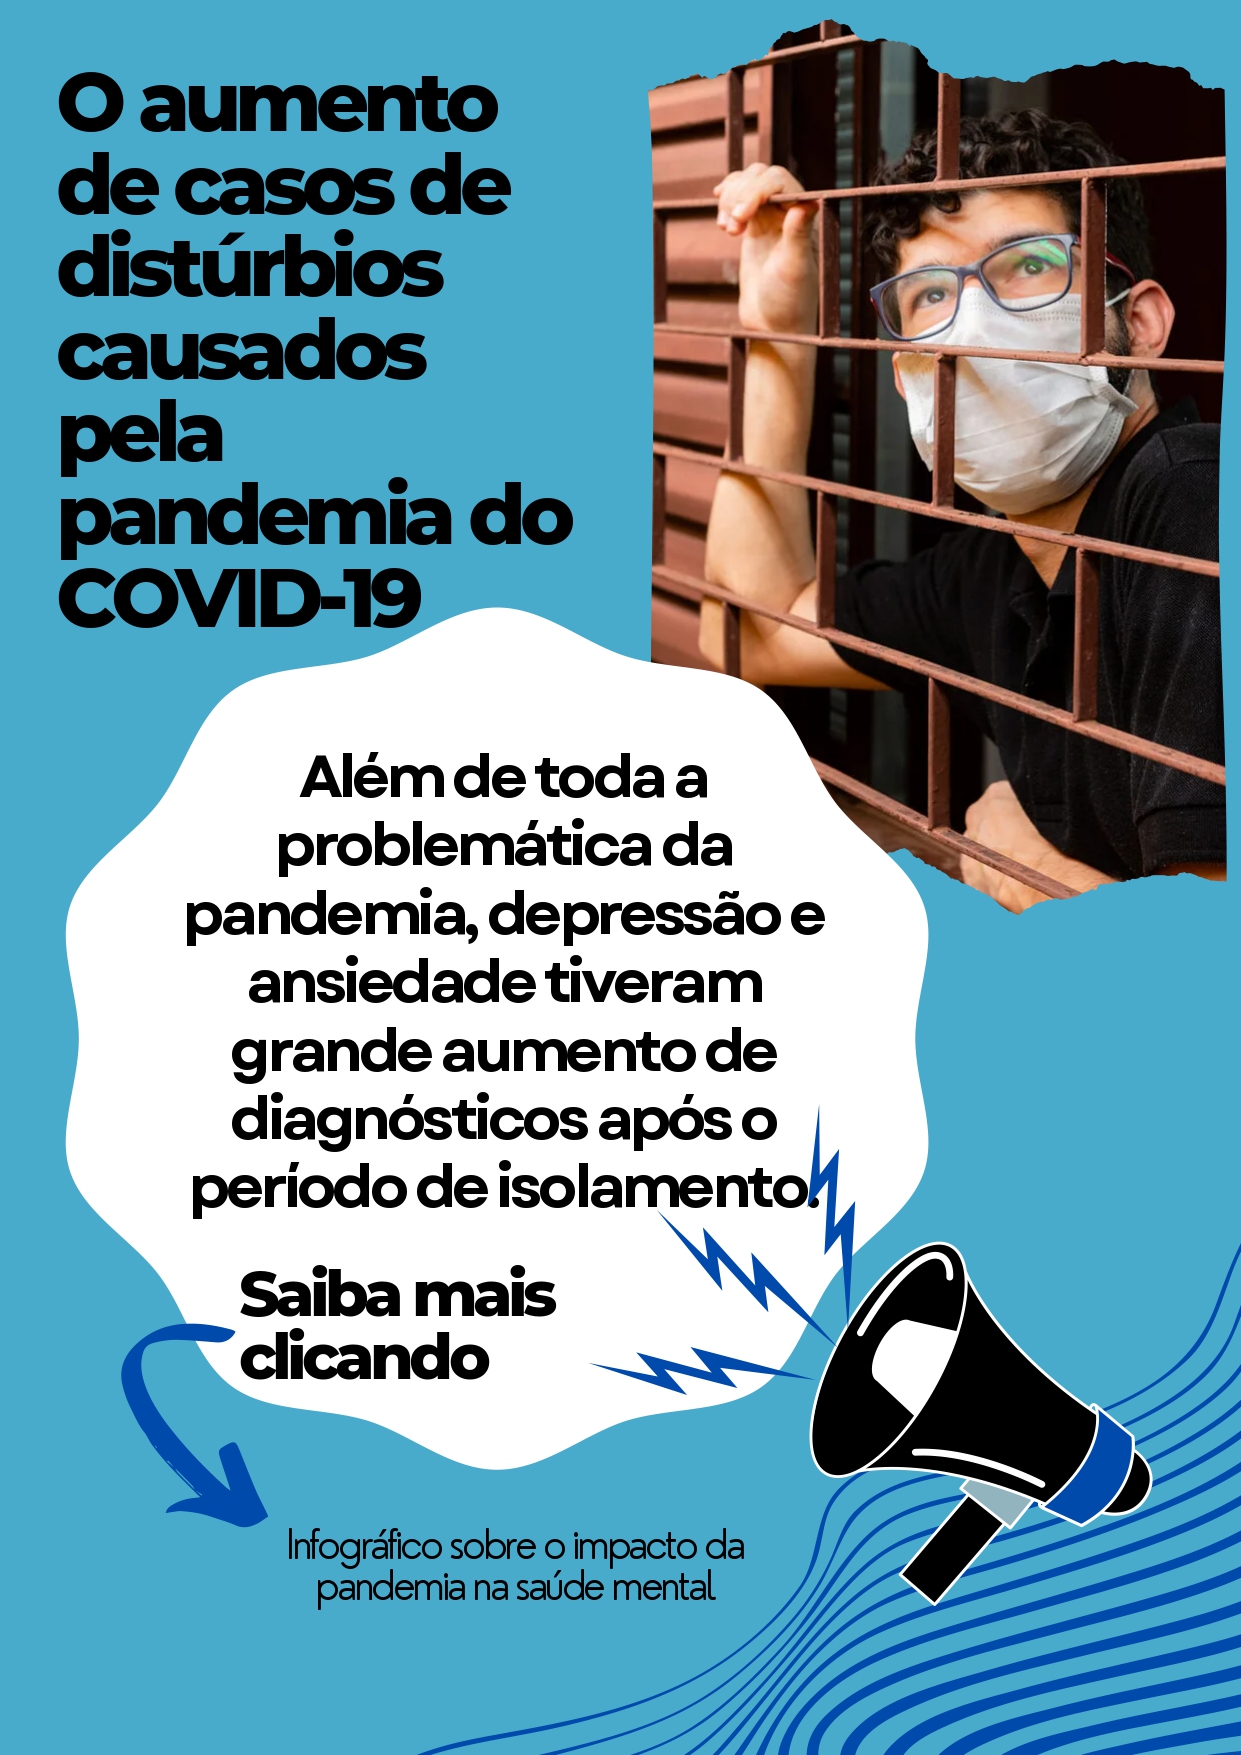 O aumento
de casos de
distúrbios
causados
pela
pandemia do
COVID-19
Além de toda a
problemática da
pandemia, depressão e
ansiedade tiveram
grande aumento de
diagnósticos após o
período de isolamento.
Saiba mais
clicando
Infográfico sobre o impacto da
pandemia na saúde mental